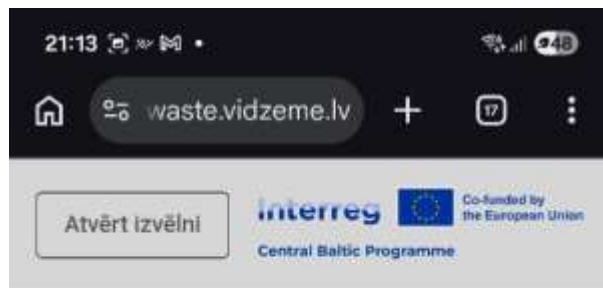 21:13
48
waste.vidzeme.lv
17
Atvērt izvēlni
Interreg
Co-funded by
the European Union
Central Baltic Programme